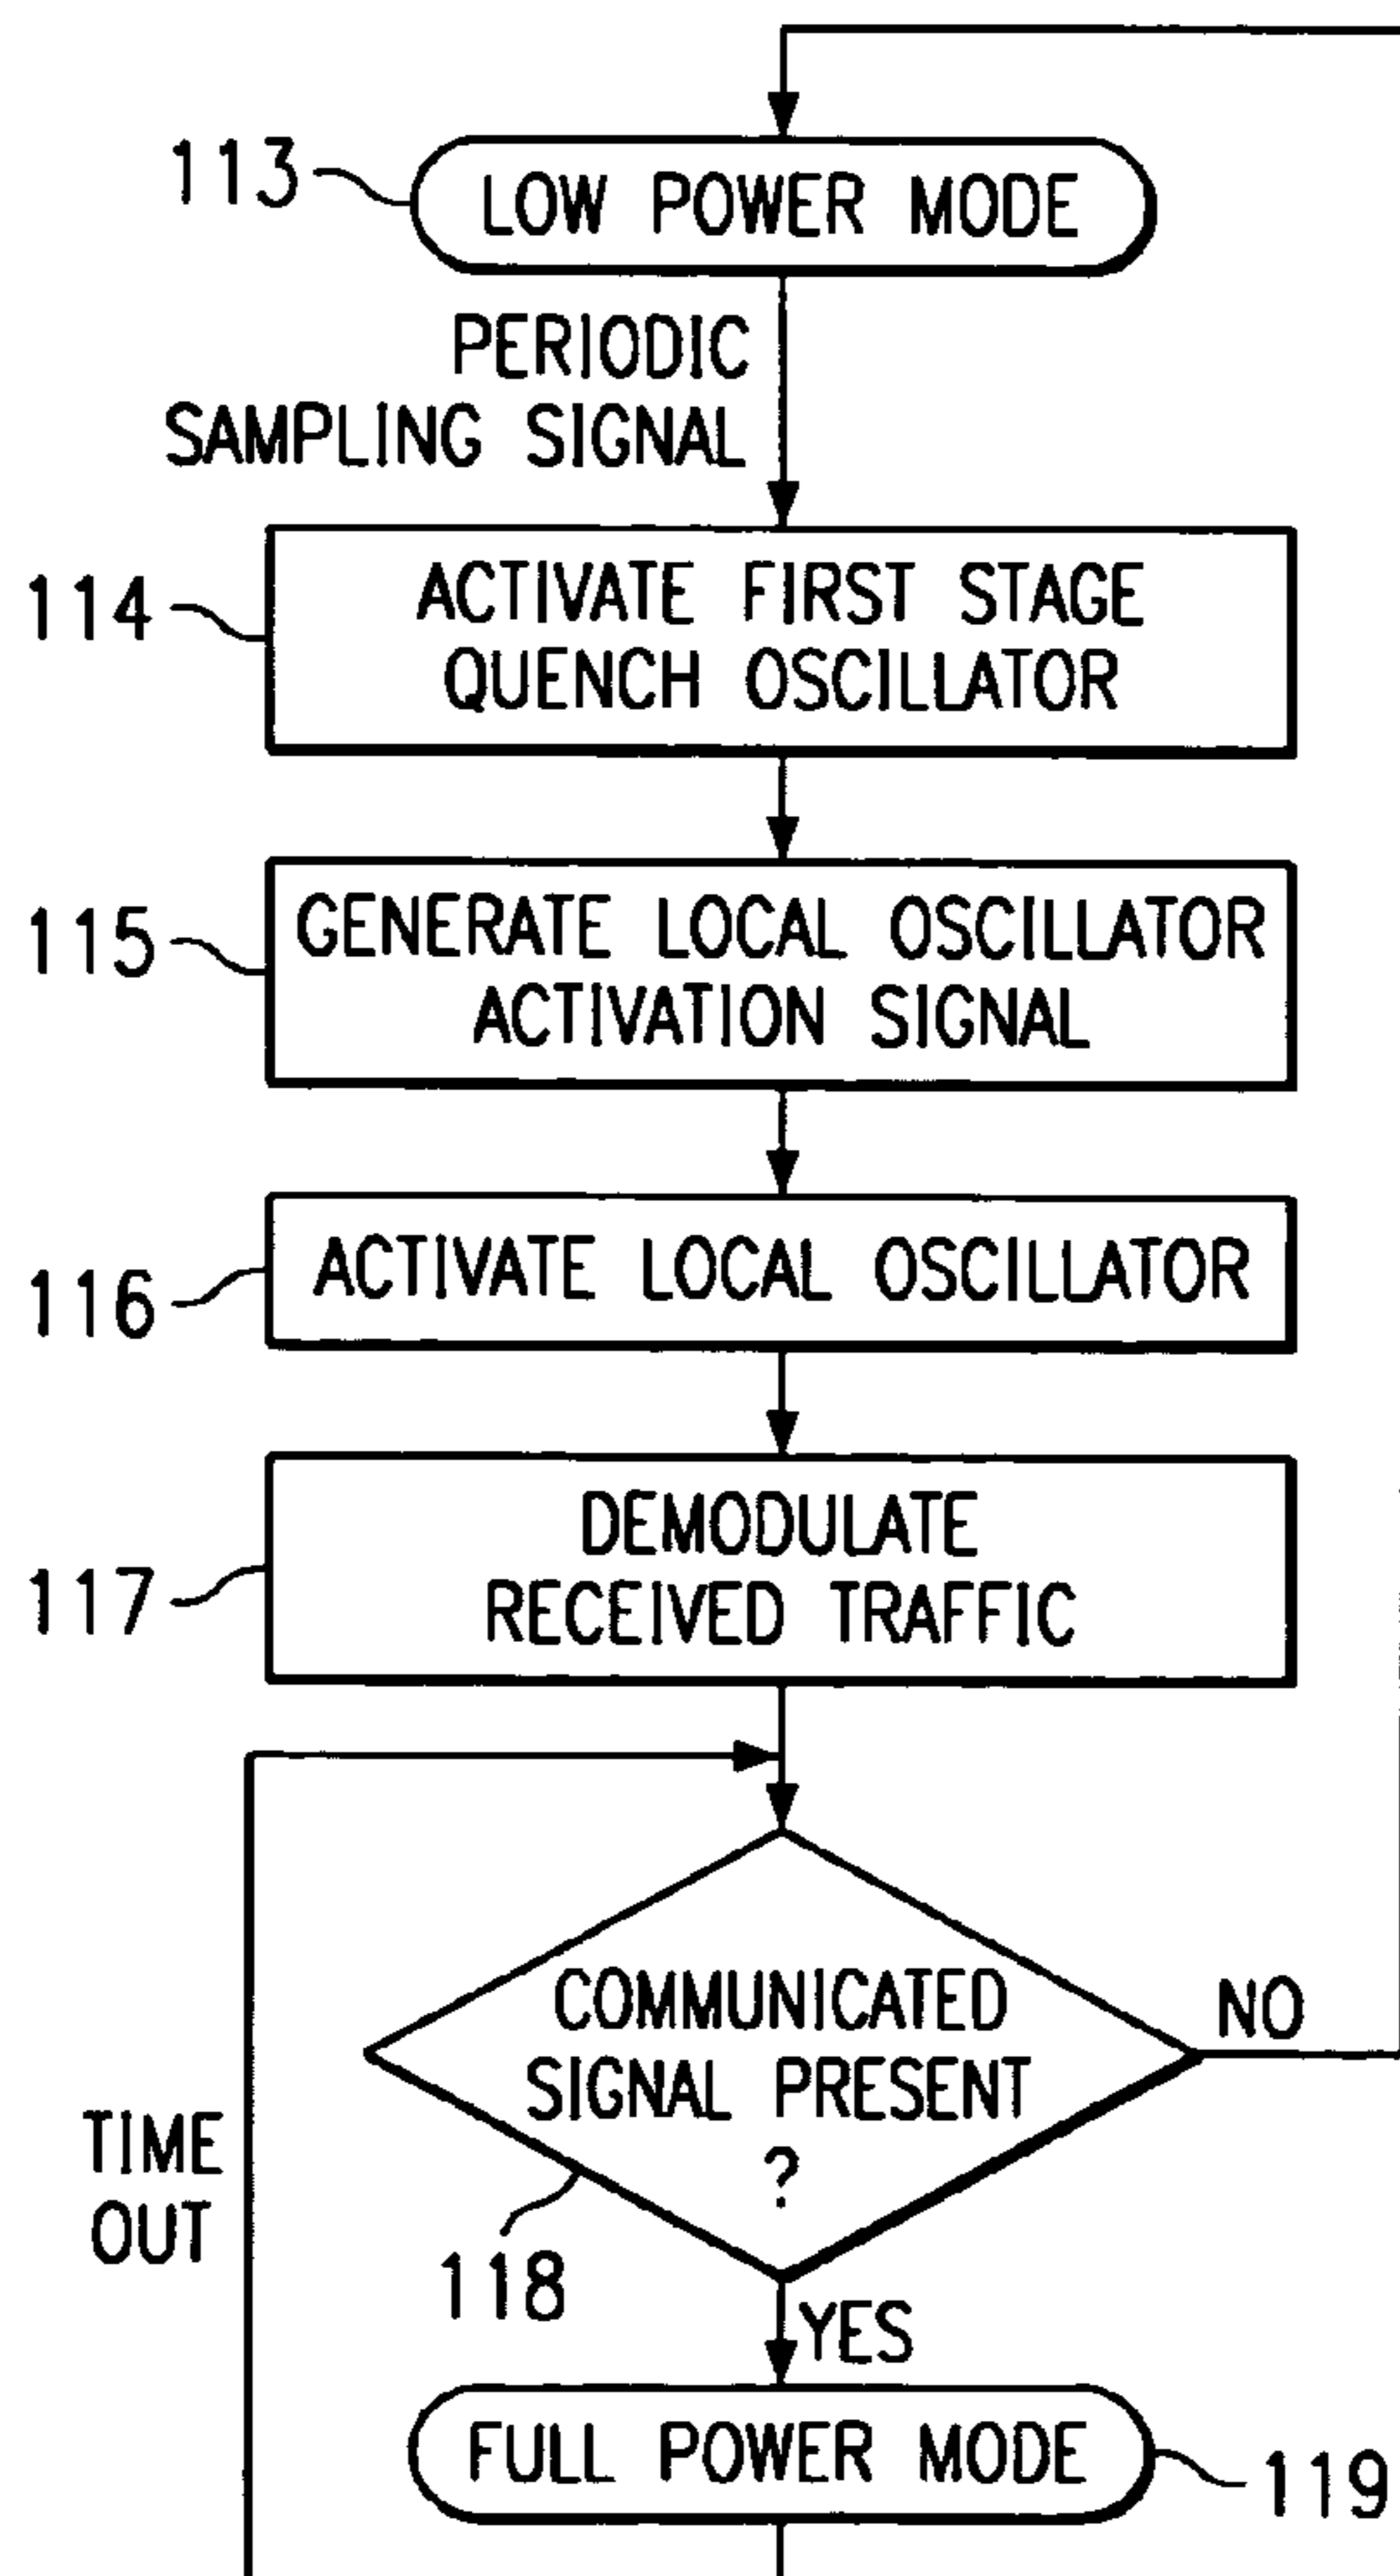 113
LOW POWER MODE
PERIODIC
SAMPLING SIGNAL
114
ACTIVATE FIRST STAGE
QUENCH OSCILLATOR
115
GENERATE LOCAL OSCILLATOR
ACTIVATION SIGNAL
116
ACTIVATE LOCAL OSCILLATOR
117
DEMODULATE
RECEIVED TRAFFIC
COMMUNICATED
SIGNAL PRESENT
?
NO
TIME
OUT
118
YES
FULL POWER MODE
119